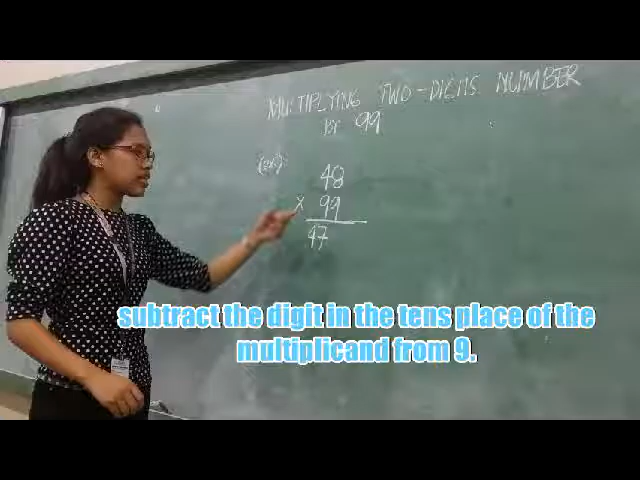 MULTIPLYING TWO-DIGITS NUMBER
BY 99
(ex):
48
x 99
47
subtract the digit in the tens place of the
multiplicand from 9.